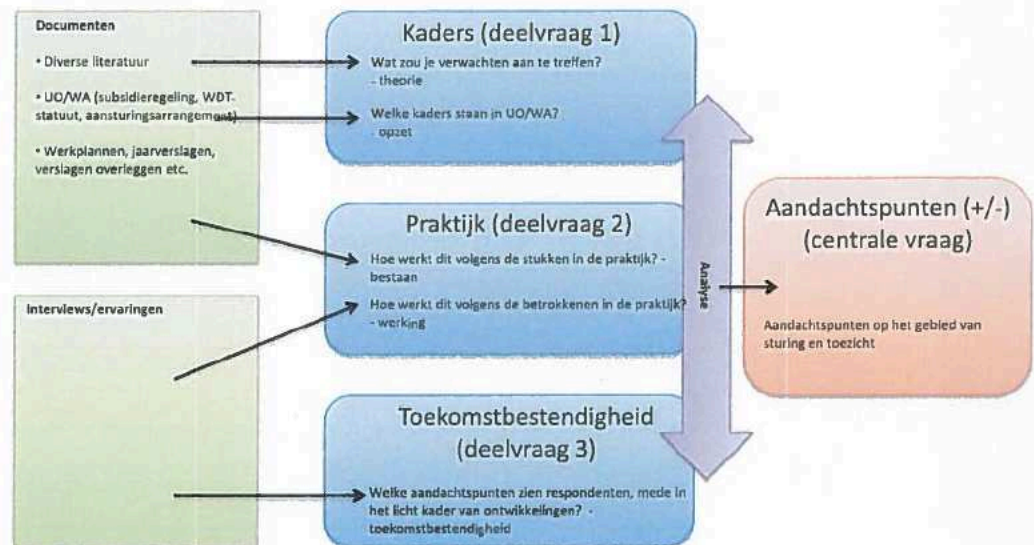 Documenten
• Diverse literatuur
• UO/WA (subsidieregeling, WDT-
statuut, aansturingsarrangement)
• Werkplannen, jaarverslagen,
verslagen overleggen etc.
Interviews/ervaringen
Kaders (deelvraag 1)
Wat zou je verwachten aan te treffen?
- theorie
Welke kaders staan in UO/WA?
- opzet
Praktijk (deelvraag 2)
Hoe werkt dit volgens de stukken in de praktijk? -
bestaan
Hoe werkt dit volgens de betrokkenen in de praktijk?
- werking
Toekomstbestendigheid
(deelvraag 3)
Welke aandachtspunten zien respondenten, mede in
het licht kader van ontwikkelingen? -
toekomstbestendigheid
Analyse
Aandachtspunten (+/-)
(centrale vraag)
Aandachtspunten op het gebied van
sturing en toezicht